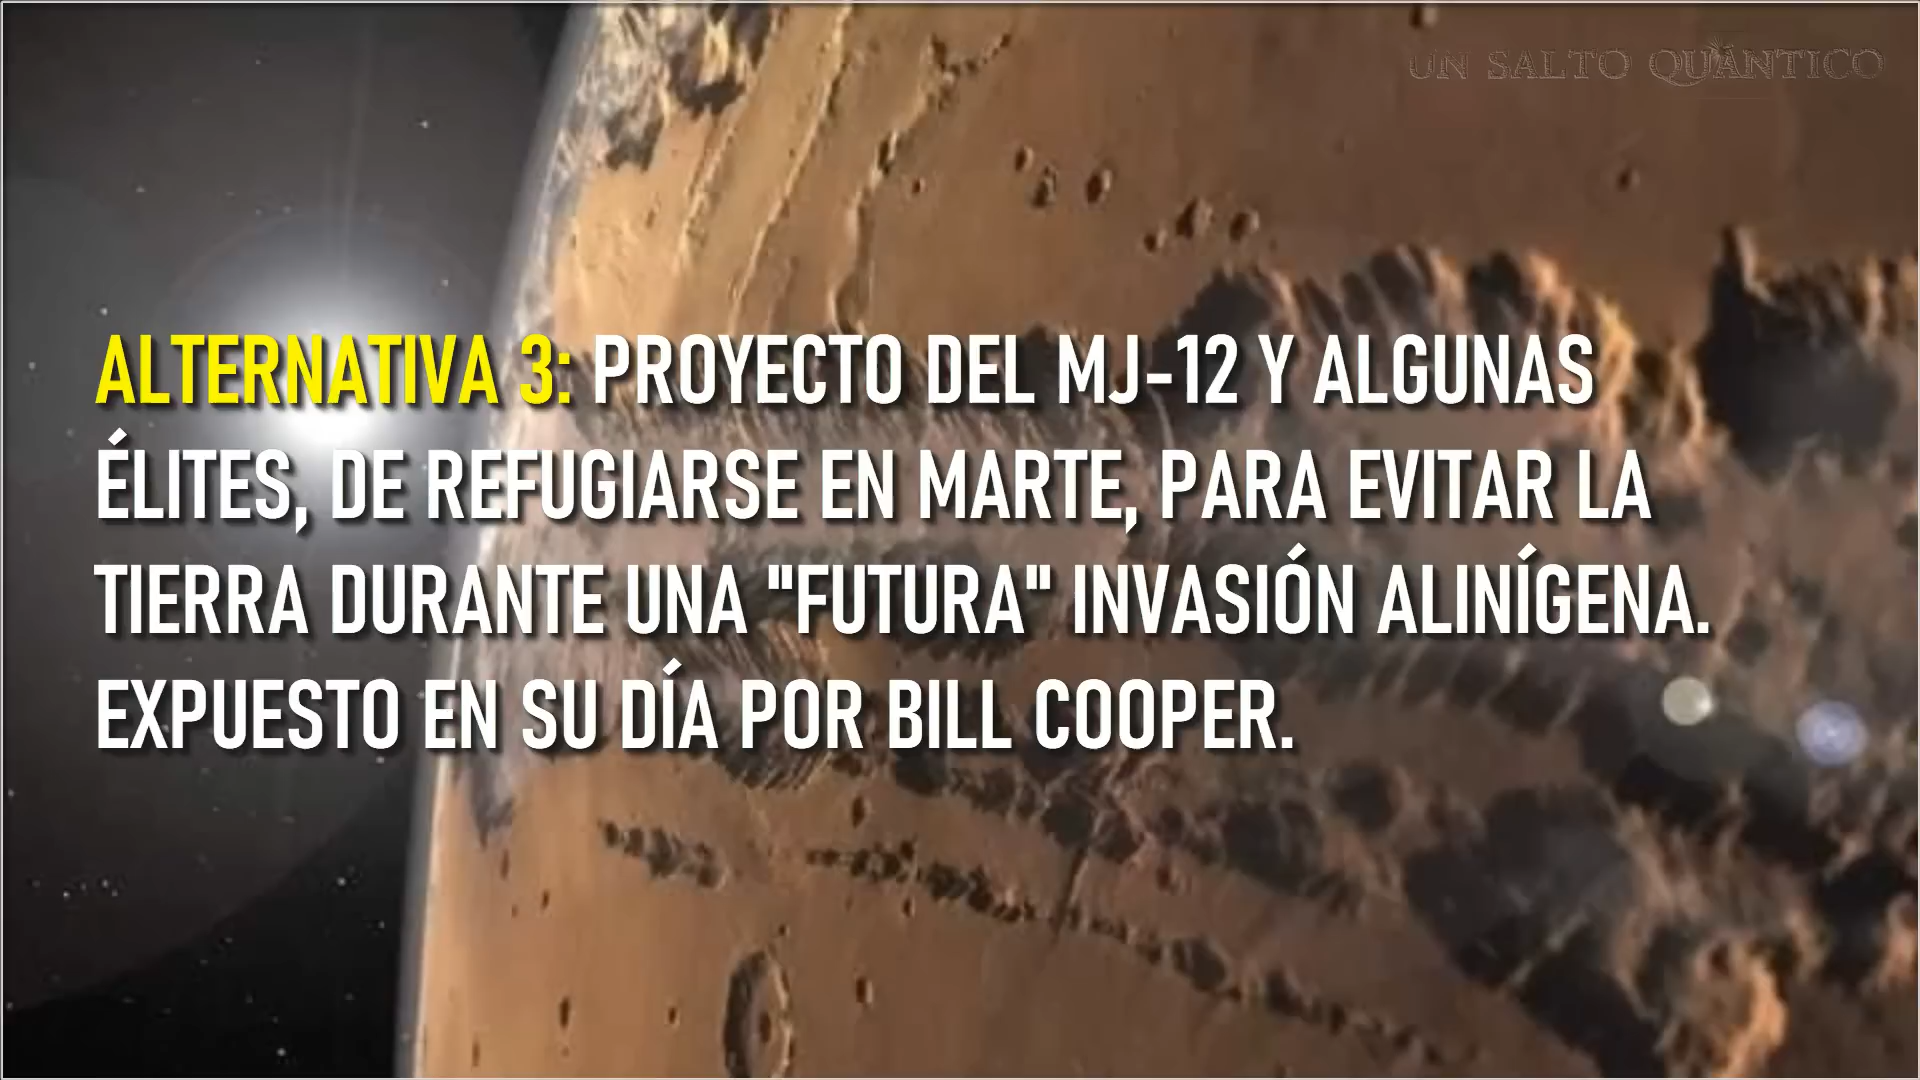 UN SALTO QUÁNTICO
ALTERNATIVA 3: PROYECTO DEL MJ-12 Y ALGUNAS
ÉLITES, DE REFUGIARSE EN MARTE, PARA EVITAR LA
TIERRA DURANTE UNA "FUTURA" INVASIÓN ALINÍGENA.
EXPUESTO EN SU DÍA POR BILL COOPER.